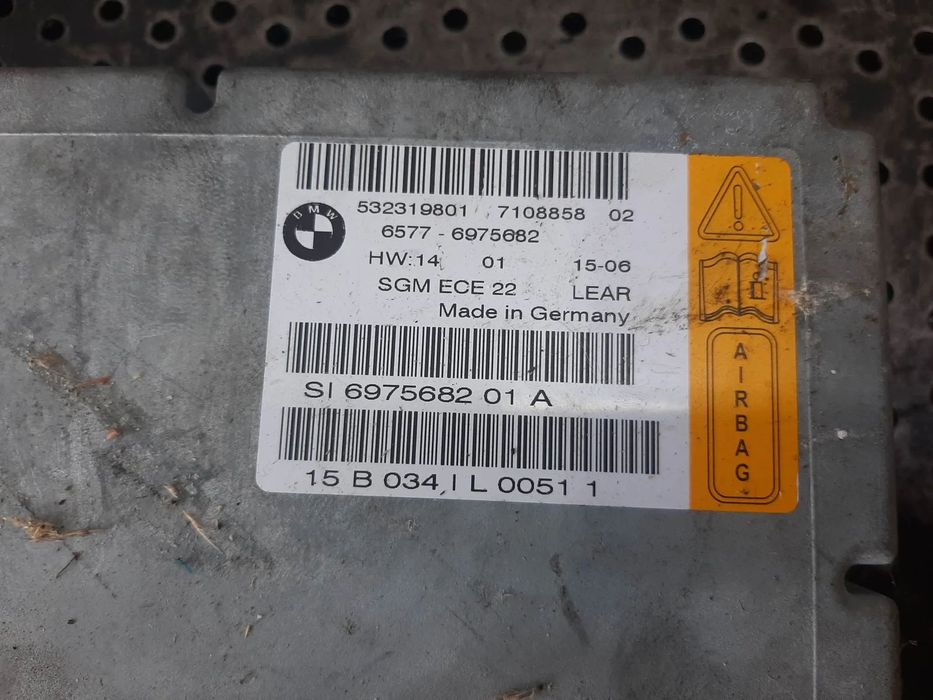 BMW
532319801 7108858 02
6577 - 6975682
HW:14 01 15-06
SGM ECE 22 LEAR
Made in Germany
SI 6975682 01 A
15 B 034 I L 0051 1
AIRBAG